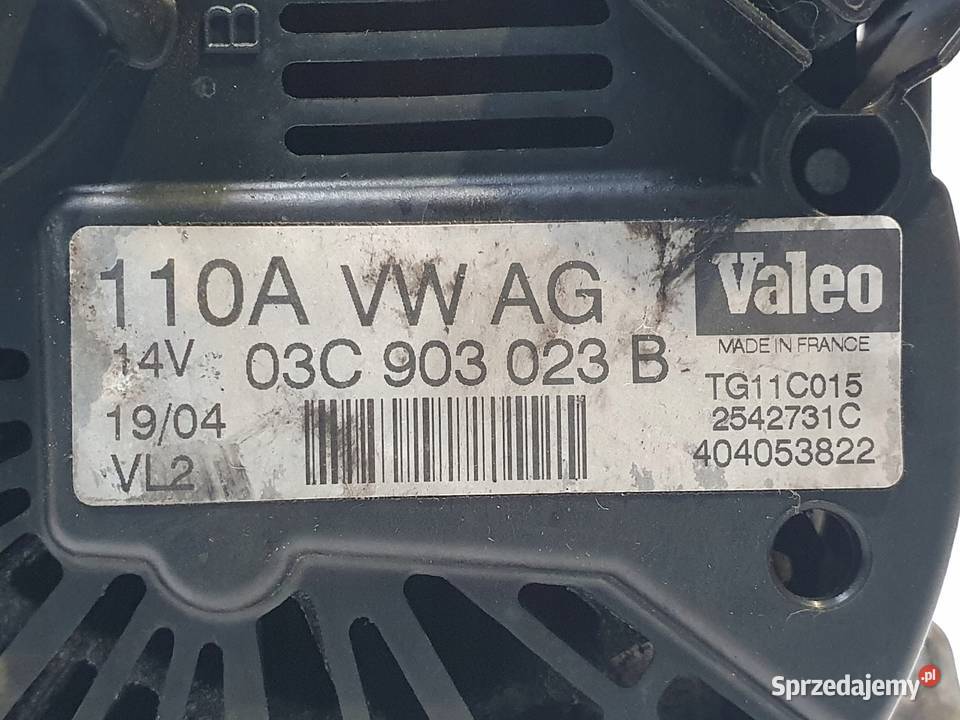 B
110A VW AG
Valeo
MADE IN FRANCE
14V 03C 903 023 B
TG11C015
19/04
2542731C
VL2
404053822
Sprzedajemy.pl